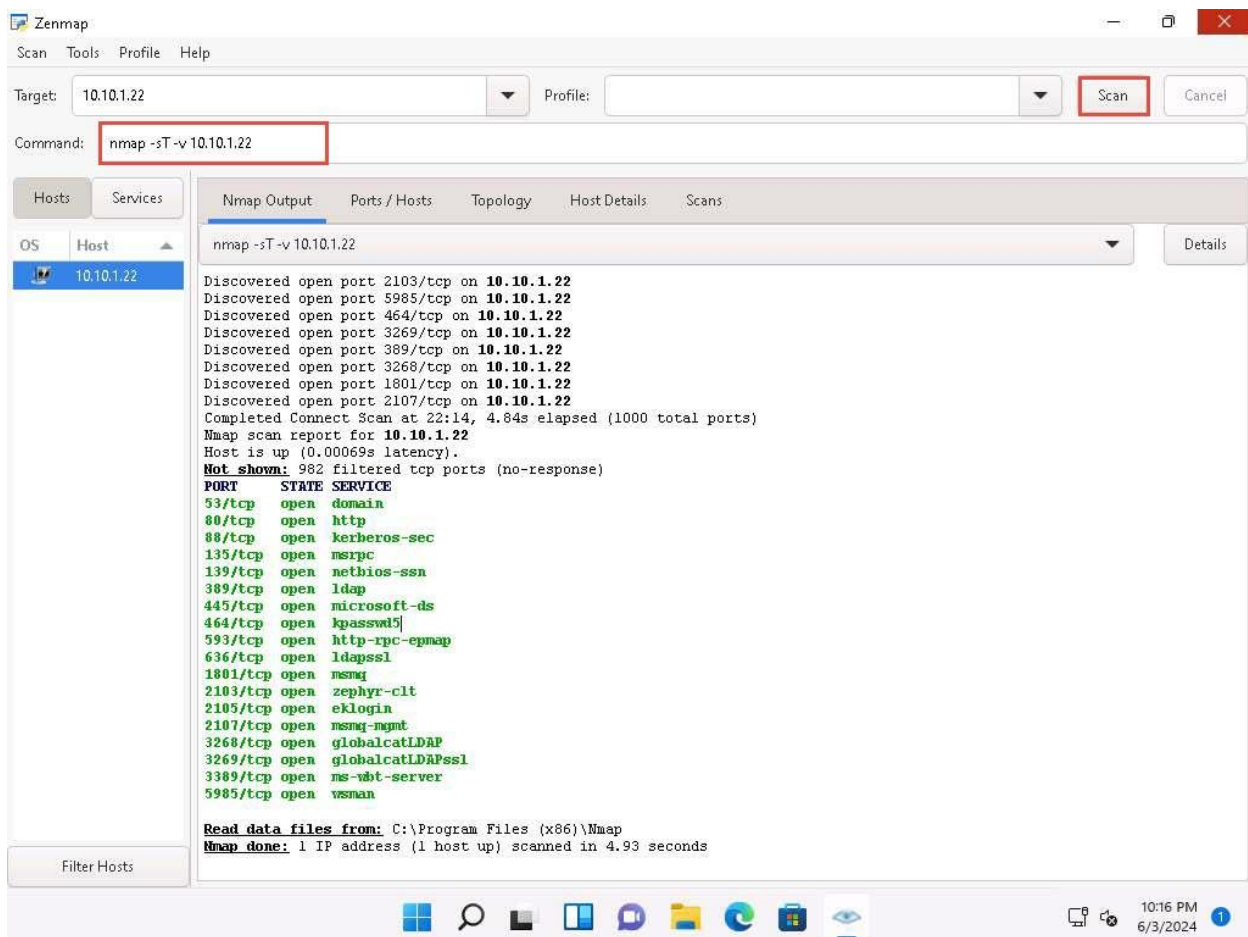 Zenmap
Scan Tools Profile Help
Target: 10.10.1.22 Profile: Scan Cancel
Command: nmap -sT -v 10.10.1.22
Hosts Services
Nmap Output Ports / Hosts Topology Host Details Scans
OS Host
nmap -sT -v 10.10.1.22 Details
10.10.1.22
Discovered open port 2103/tcp on 10.10.1.22
Discovered open port 5985/tcp on 10.10.1.22
Discovered open port 464/tcp on 10.10.1.22
Discovered open port 3269/tcp on 10.10.1.22
Discovered open port 389/tcp on 10.10.1.22
Discovered open port 3268/tcp on 10.10.1.22
Discovered open port 1801/tcp on 10.10.1.22
Discovered open port 2107/tcp on 10.10.1.22
Completed Connect Scan at 22:14, 4.84s elapsed (1000 total ports)
Nmap scan report for 10.10.1.22
Host is up (0.00069s latency).
Not shown: 982 filtered tcp ports (no-response)
PORT STATE SERVICE
53/tcp open domain
80/tcp open http
88/tcp open kerberos-sec
135/tcp open msrpc
139/tcp open netbios-ssn
389/tcp open ldap
445/tcp open microsoft-ds
464/tcp open kpasswd5
593/tcp open http-rpc-epmap
636/tcp open ldapssl
1801/tcp open msmq
2103/tcp open zephyr-clt
2105/tcp open eklogin
2107/tcp open msmq-mgmt
3268/tcp open globalcatLDAP
3269/tcp open globalcatLDAPssl
3389/tcp open ms-wbt-server
5985/tcp open wsman
Read data files from: C:\Program Files (x86)\Nmap
Nmap done: 1 IP address (1 host up) scanned in 4.93 seconds
Filter Hosts
10:16 PM
6/3/2024
1